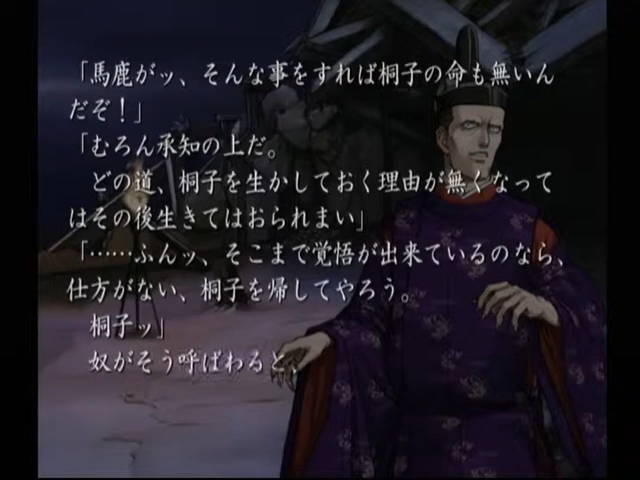 「馬鹿がッ、そんな事をすれば桐子の命も無いん
だぞ！」
「むろん承知の上だ。
どの道、桐子を生かしておく理由が無くなって
はその後生きてはおられまい」
「……ふんッ、そこまで覚悟が出来ているのなら、
仕方がない、桐子を帰してやろう。
桐子ッ」
奴がそう呼ばわると、